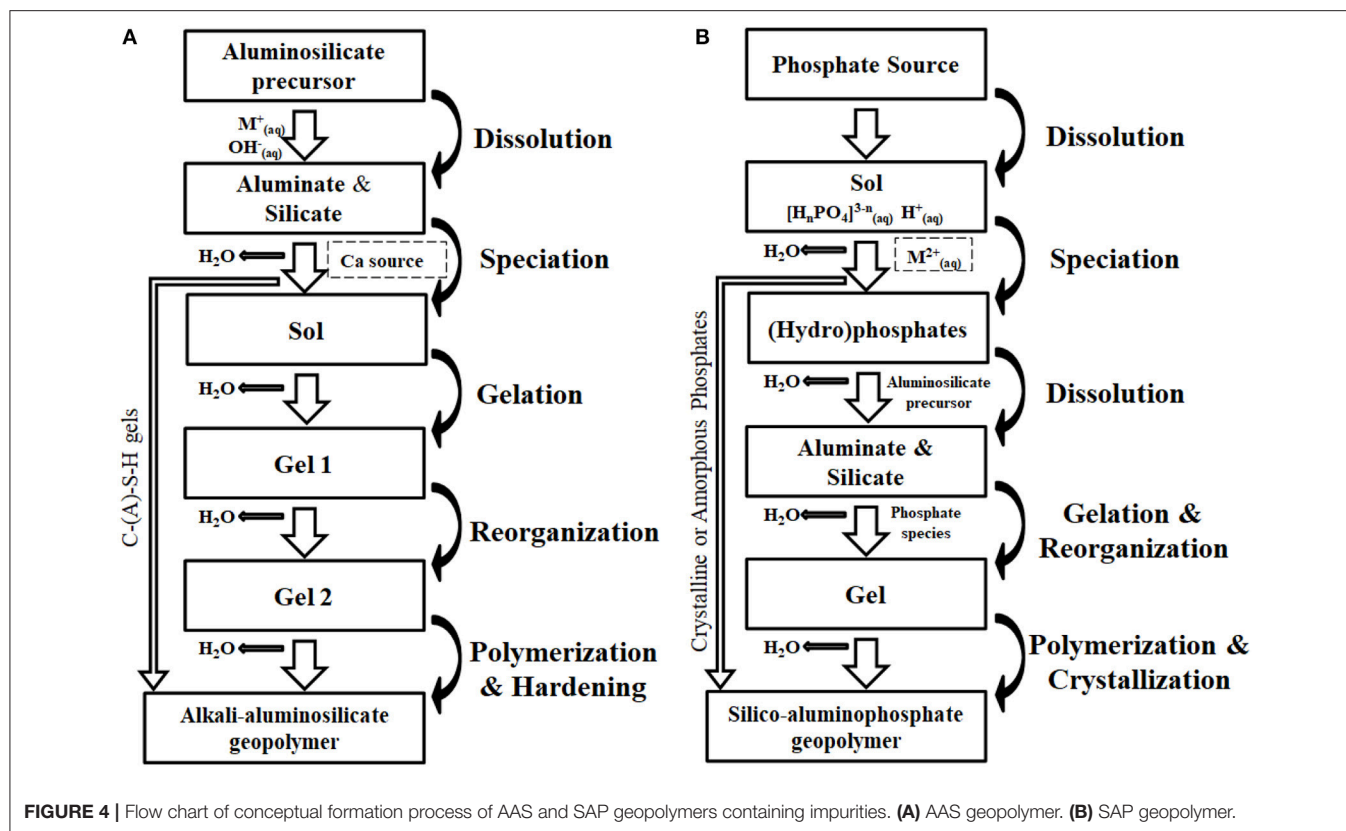 A
Aluminosilicate
precursor
M⁺(aq)
OH⁻(aq)
Dissolution
Aluminate &
Silicate
H₂O
Ca source
Speciation
Sol
H₂O
Gelation
Gel 1
H₂O
Reorganization
Gel 2
H₂O
Polymerization
& Hardening
Alkali-aluminosilicate
geopolymer
C-(A)-S-H gels
B
Phosphate Source
Dissolution
Sol
[HₙPO₄]³⁻ⁿ(aq) H⁺(aq)
H₂O
M²⁺(aq)
Speciation
(Hydro)phosphates
H₂O
Aluminosilicate
precursor
Dissolution
Aluminate &
Silicate
H₂O
Phosphate
species
Gelation &
Reorganization
Gel
H₂O
Polymerization &
Crystallization
Silico-aluminophosphate
geopolymer
Crystalline or Amorphous Phosphates
FIGURE 4 | Flow chart of conceptual formation process of AAS and SAP geopolymers containing impurities. (A) AAS geopolymer. (B) SAP geopolymer.